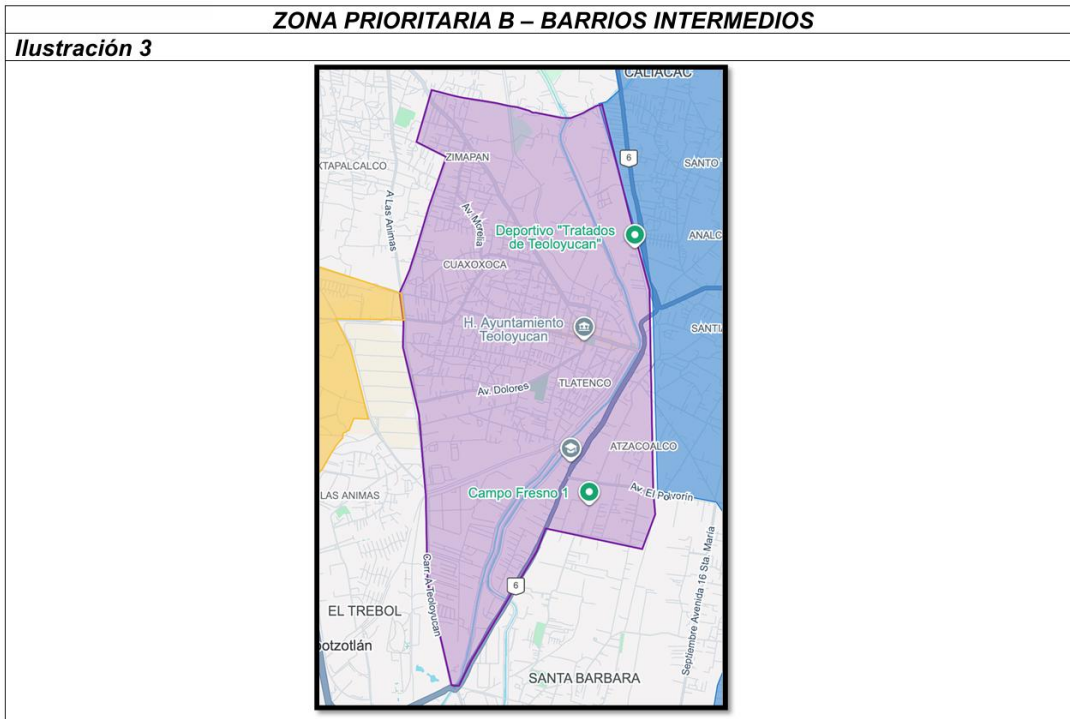 ZONA PRIORITARIA B – BARRIOS INTERMEDIOS
Ilustración 3
CALIACAC
6
ZIMAPAN
XTAPALCALCO
SANTO
A Las Animas
Av. Morelia
Deportivo "Tratados
de Teoloyucan"
ANALC
CUAXOXOCA
H. Ayuntamiento
Teoloyucan
SANTI
Av. Dolores
TLATENCO
ATZACOALCO
Campo Fresno 1
Av. El Polvorín
LAS ANIMAS
Carr. A Teoloyucan
6
Septiembre Avenida 16 Sta. María
EL TREBOL
potzotlán
SANTA BARBARA